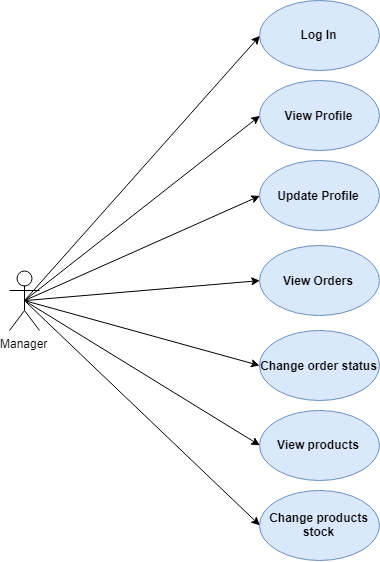 Log In
View Profile
Update Profile
View Orders
Manager
Change order status
View products
Change products
stock